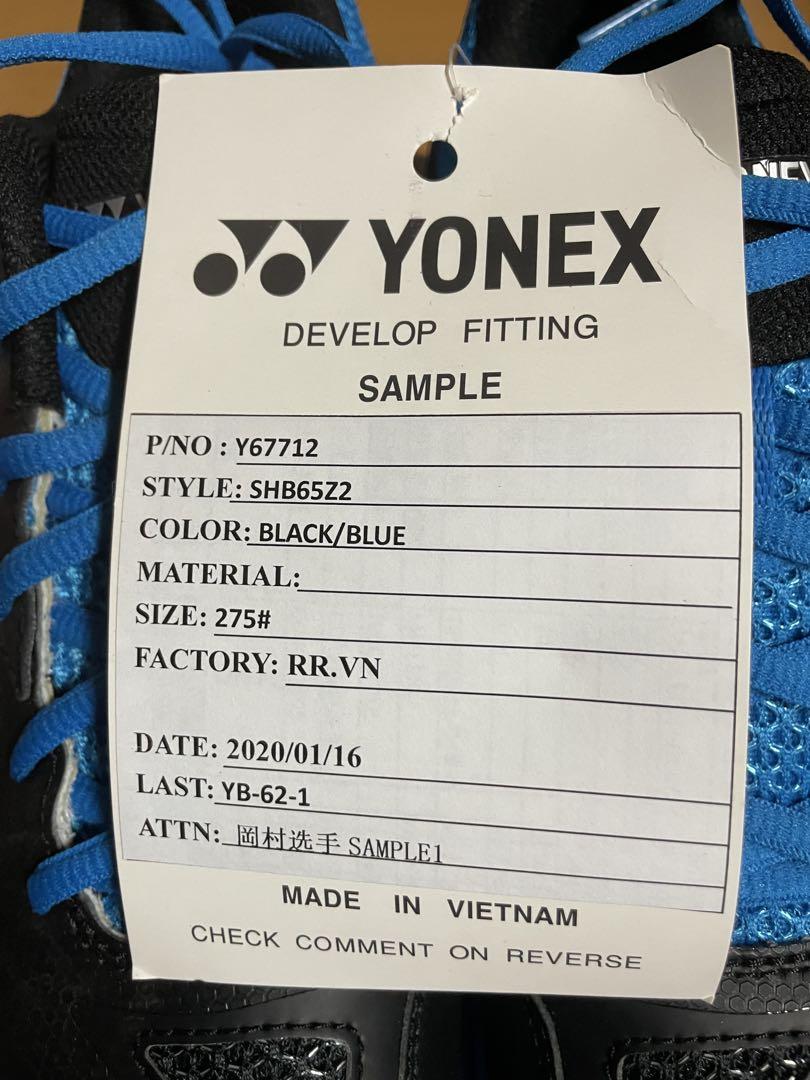 YONEX
DEVELOP FITTING
SAMPLE
P/NO : Y67712
STYLE: SHB65Z2
COLOR: BLACK/BLUE
MATERIAL:
SIZE: 275#
FACTORY: RR.VN
DATE: 2020/01/16
LAST: YB-62-1
ATTN: 岡村选手 SAMPLE1
MADE IN VIETNAM
CHECK COMMENT ON REVERSE